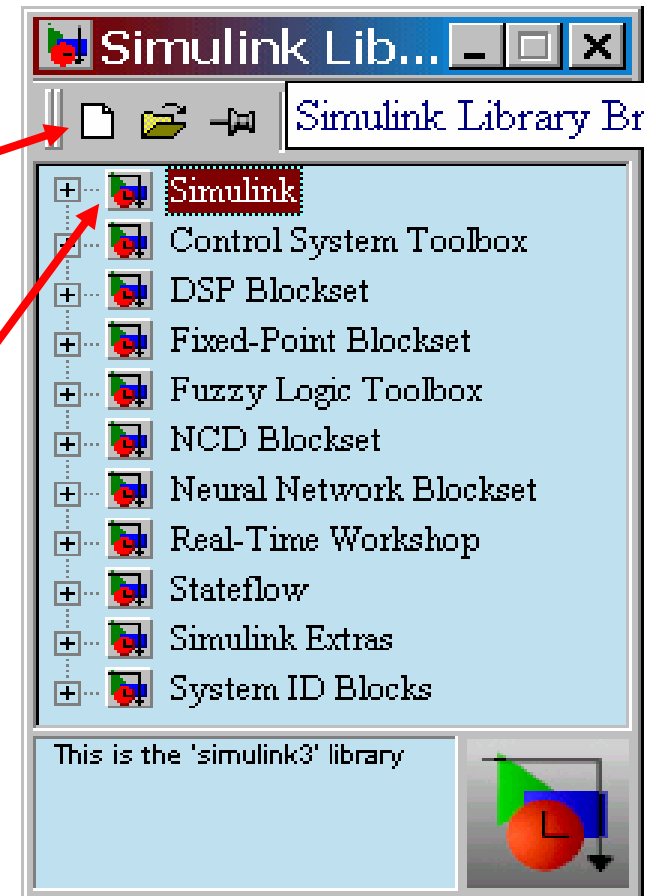 Simulink Lib...
Simulink Library Br
Simulink
Control System Toolbox
DSP Blockset
Fixed-Point Blockset
Fuzzy Logic Toolbox
NCD Blockset
Neural Network Blockset
Real-Time Workshop
Stateflow
Simulink Extras
System ID Blocks
This is the 'simulink3' library